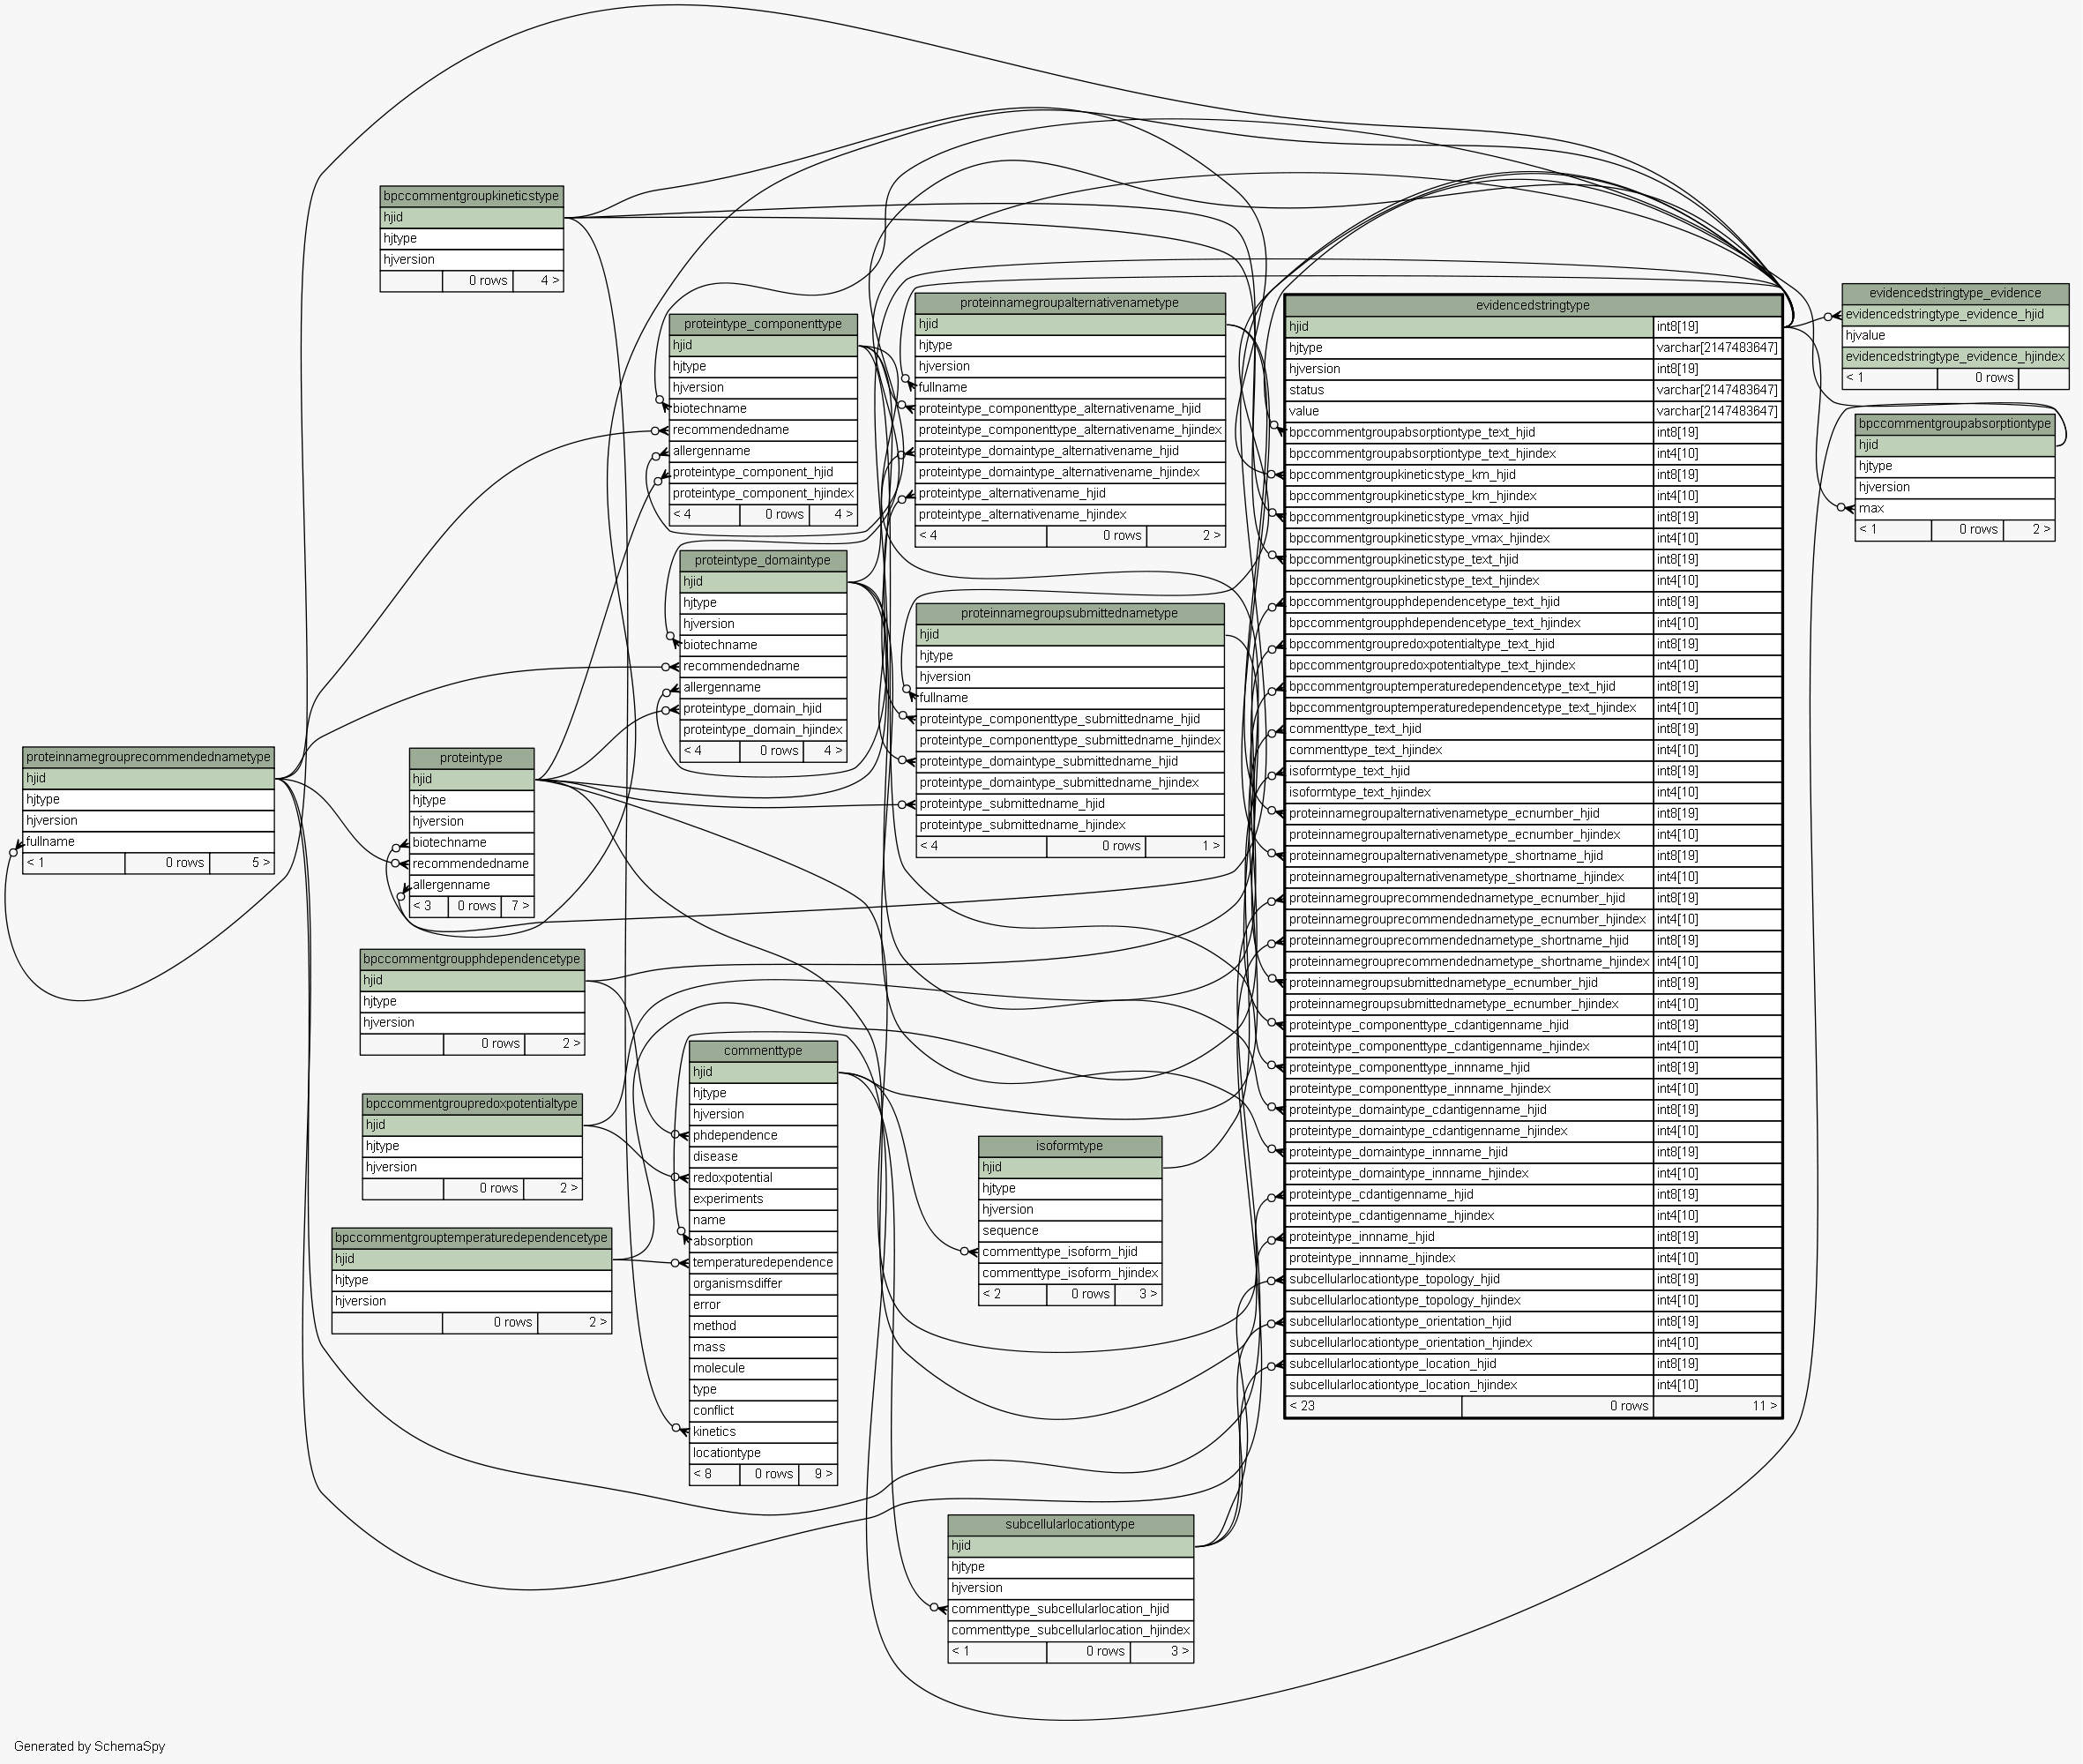 bpccommentgroupkineticstype
hjid
hjtype
hjversion
0 rows 4 >
proteintype_componenttype
hjid
hjtype
hjversion
biotechname
recommendedname
allergenname
proteintype_component_hjid
proteintype_component_hjindex
< 4 0 rows 4 >
proteinnamegroupalternativenametype
hjid
hjtype
hjversion
fullname
proteintype_componenttype_alternativename_hjid
proteintype_componenttype_alternativename_hjindex
proteintype_domaintype_alternativename_hjid
proteintype_domaintype_alternativename_hjindex
proteintype_alternativename_hjid
proteintype_alternativename_hjindex
< 4 0 rows 2 >
evidencedstringtype
hjid int8[19]
hjtype varchar[2147483647]
hjversion int8[19]
status varchar[2147483647]
value varchar[2147483647]
bpccommentgroupabsorptiontype_text_hjid int8[19]
bpccommentgroupabsorptiontype_text_hjindex int4[10]
bpccommentgroupkineticstype_km_hjid int8[19]
bpccommentgroupkineticstype_km_hjindex int4[10]
bpccommentgroupkineticstype_vmax_hjid int8[19]
bpccommentgroupkineticstype_vmax_hjindex int4[10]
bpccommentgroupkineticstype_text_hjid int8[19]
bpccommentgroupkineticstype_text_hjindex int4[10]
bpccommentgroupphdependencetype_text_hjid int8[19]
bpccommentgroupphdependencetype_text_hjindex int4[10]
bpccommentgroupredoxpotentialtype_text_hjid int8[19]
bpccommentgroupredoxpotentialtype_text_hjindex int4[10]
bpccommentgrouptemperaturedependencetype_text_hjid int8[19]
bpccommentgrouptemperaturedependencetype_text_hjindex int4[10]
commenttype_text_hjid int8[19]
commenttype_text_hjindex int4[10]
isoformtype_text_hjid int8[19]
isoformtype_text_hjindex int4[10]
proteinnamegroupalternativenametype_ecnumber_hjid int8[19]
proteinnamegroupalternativenametype_ecnumber_hjindex int4[10]
proteinnamegroupalternativenametype_shortname_hjid int8[19]
proteinnamegroupalternativenametype_shortname_hjindex int4[10]
proteinnamegrouprecommendednametype_ecnumber_hjid int8[19]
proteinnamegrouprecommendednametype_ecnumber_hjindex int4[10]
proteinnamegrouprecommendednametype_shortname_hjid int8[19]
proteinnamegrouprecommendednametype_shortname_hjindex int4[10]
proteinnamegroupsubmittednametype_ecnumber_hjid int8[19]
proteinnamegroupsubmittednametype_ecnumber_hjindex int4[10]
proteintype_componenttype_cdantigenname_hjid int8[19]
proteintype_componenttype_cdantigenname_hjindex int4[10]
proteintype_componenttype_innname_hjid int8[19]
proteintype_componenttype_innname_hjindex int4[10]
proteintype_domaintype_cdantigenname_hjid int8[19]
proteintype_domaintype_cdantigenname_hjindex int4[10]
proteintype_domaintype_innname_hjid int8[19]
proteintype_domaintype_innname_hjindex int4[10]
proteintype_cdantigenname_hjid int8[19]
proteintype_cdantigenname_hjindex int4[10]
proteintype_innname_hjid int8[19]
proteintype_innname_hjindex int4[10]
subcellularlocationtype_topology_hjid int8[19]
subcellularlocationtype_topology_hjindex int4[10]
subcellularlocationtype_orientation_hjid int8[19]
subcellularlocationtype_orientation_hjindex int4[10]
subcellularlocationtype_location_hjid int8[19]
subcellularlocationtype_location_hjindex int4[10]
< 23 0 rows 11 >
evidencedstringtype_evidence
evidencedstringtype_evidence_hjid
hjvalue
evidencedstringtype_evidence_hjindex
< 1 0 rows
bpccommentgroupabsorptiontype
hjid
hjtype
hjversion
max
< 1 0 rows 2 >
proteintype_domaintype
hjid
hjtype
hjversion
biotechname
recommendedname
allergenname
proteintype_domain_hjid
proteintype_domain_hjindex
< 4 0 rows 4 >
proteinnamegroupsubmittednametype
hjid
hjtype
hjversion
fullname
proteintype_componenttype_submittedname_hjid
proteintype_componenttype_submittedname_hjindex
proteintype_domaintype_submittedname_hjid
proteintype_domaintype_submittedname_hjindex
proteintype_submittedname_hjid
proteintype_submittedname_hjindex
< 4 0 rows 1 >
proteinnamegrouprecommendednametype
hjid
hjtype
hjversion
fullname
< 1 0 rows 5 >
proteintype
hjid
hjtype
hjversion
biotechname
recommendedname
allergenname
< 3 0 rows 7 >
bpccommentgroupphdependencetype
hjid
hjtype
hjversion
0 rows 2 >
bpccommentgroupredoxpotentialtype
hjid
hjtype
hjversion
0 rows 2 >
bpccommentgrouptemperaturedependencetype
hjid
hjtype
hjversion
0 rows 2 >
commenttype
hjid
hjtype
hjversion
phdependence
disease
redoxpotential
experiments
name
absorption
temperaturedependence
organismsdiffer
error
method
mass
molecule
type
conflict
kinetics
locationtype
< 8 0 rows 9 >
isoformtype
hjid
hjtype
hjversion
sequence
commenttype_isoform_hjid
commenttype_isoform_hjindex
< 2 0 rows 3 >
subcellularlocationtype
hjid
hjtype
hjversion
commenttype_subcellularlocation_hjid
commenttype_subcellularlocation_hjindex
< 1 0 rows 3 >
Generated by SchemaSpy